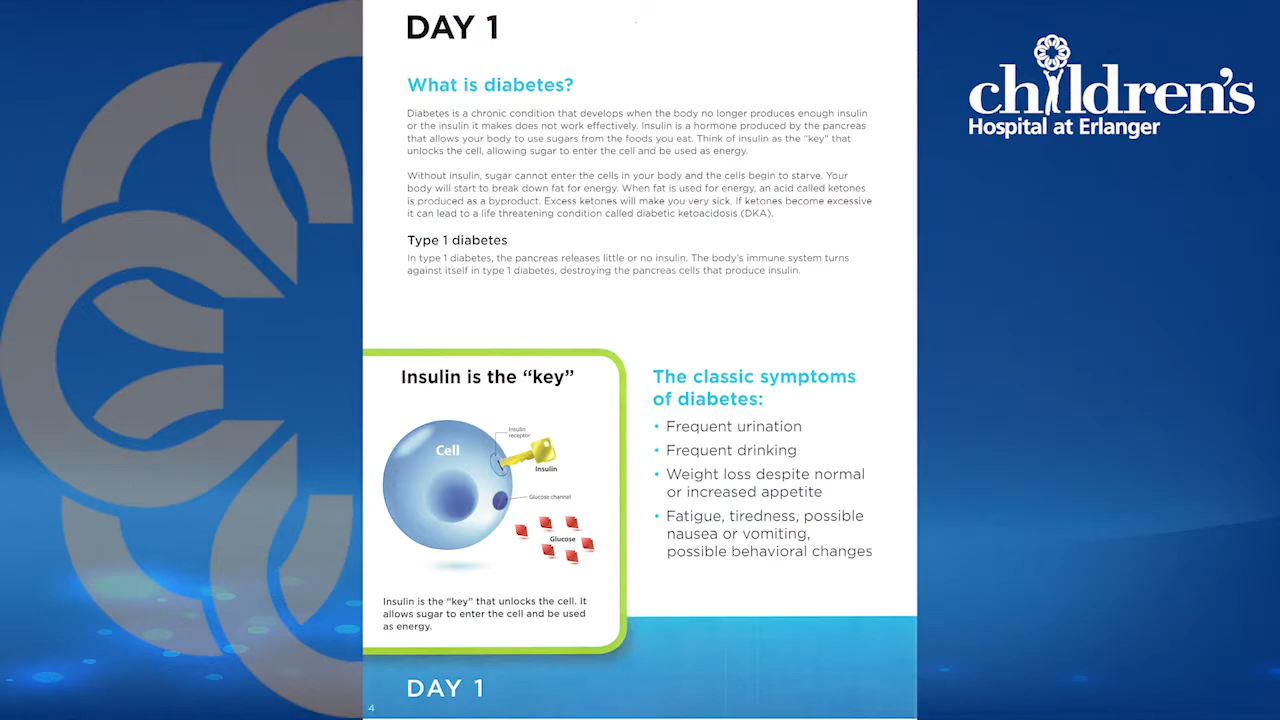 DAY 1
What is diabetes?
Diabetes is a chronic condition that develops when the body no longer produces enough insulin
or the insulin it makes does not work effectively. Insulin is a hormone produced by the pancreas
that allows your body to use sugars from the foods you eat. Think of insulin as the “key” that
unlocks the cell, allowing sugar to enter the cell and be used as energy.
Without insulin, sugar cannot enter the cells in your body and the cells begin to starve. Your
body will start to break down fat for energy. When fat is used for energy, an acid called ketones
is produced as a byproduct. Excess ketones will make you very sick. If ketones become excessive
it can lead to a life threatening condition called diabetic ketoacidosis (DKA).
Type 1 diabetes
In type 1 diabetes, the pancreas releases little or no insulin. The body’s immune system turns
against itself in type 1 diabetes, destroying the pancreas cells that produce insulin.
Insulin is the “key”
Cell
Insulin
receptor
Insulin
Glucose channel
Glucose
Insulin is the “key” that unlocks the cell. It
allows sugar to enter the cell and be used
as energy.
The classic symptoms
of diabetes:
• Frequent urination
• Frequent drinking
• Weight loss despite normal
or increased appetite
• Fatigue, tiredness, possible
nausea or vomiting,
possible behavioral changes
DAY 1
4
children's
Hospital at Erlanger